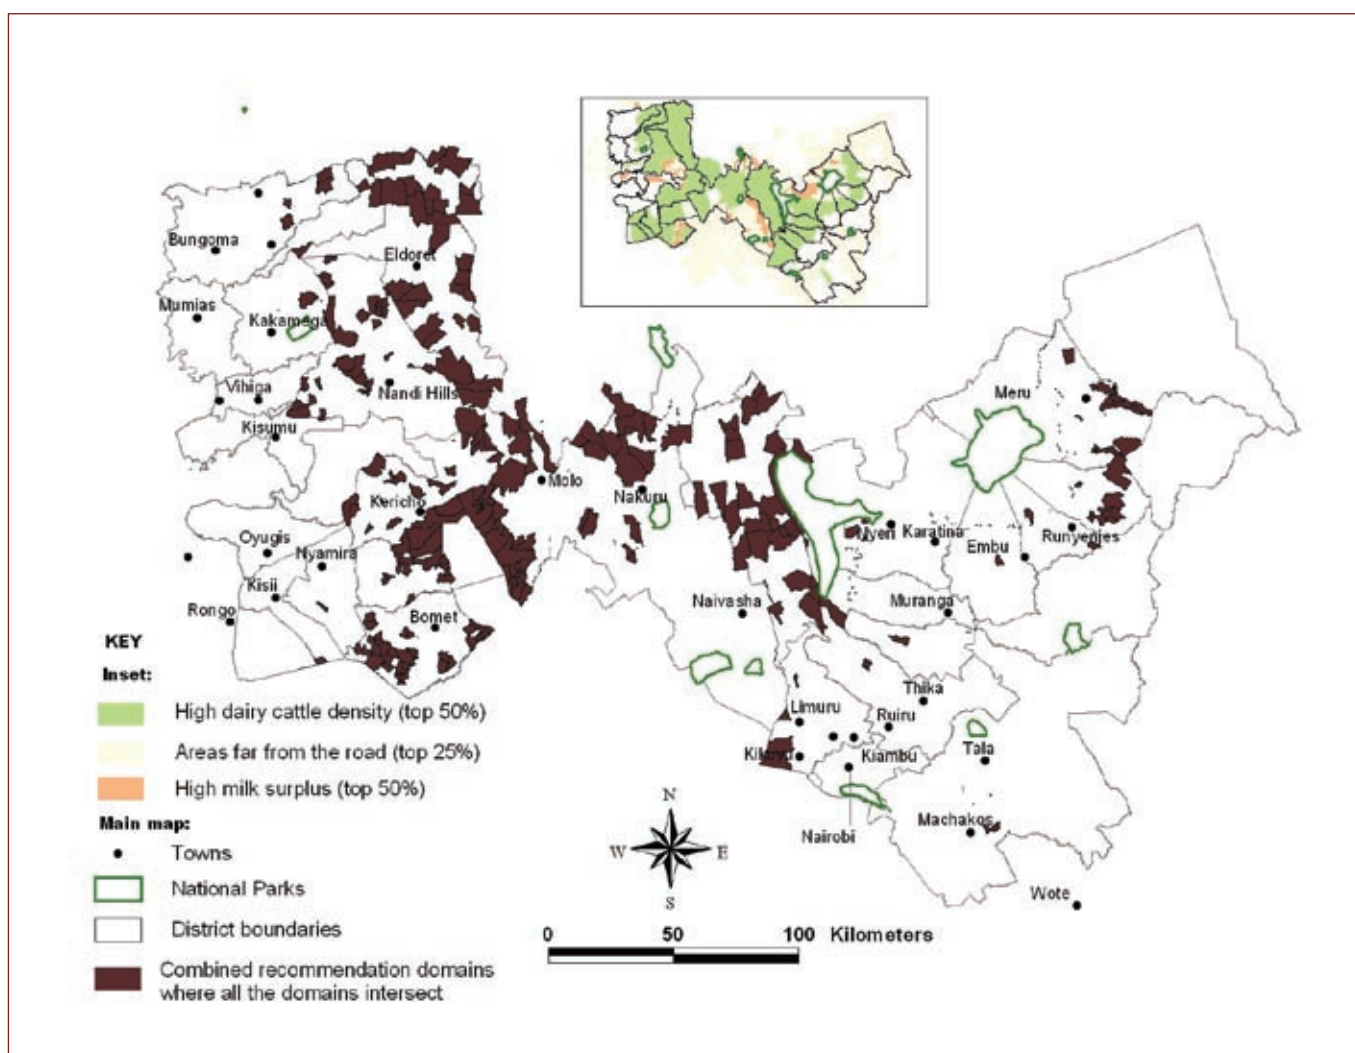 Bungoma
Eldoret
Mumias
Kakamega
Meru
Vihiga
Nandi Hills
Kisumu
Molo
Nakuru
Kericho
Nyeri
Karatina
Embu
Runyenjes
Oyugis
Nyamira
Kisii
Rongo
Bomet
Naivasha
Muranga
KEY
Inset:
High dairy cattle density (top 50%)
Areas far from the road (top 25%)
High milk surplus (top 50%)
Main map:
Towns
National Parks
District boundaries
Combined recommendation domains
where all the domains intersect
Thika
Limuru
Ruiru
Kikuyu
Kiambu
Tala
Nairobi
Machakos
Wote
N
W
E
S
0 50 100 Kilometers